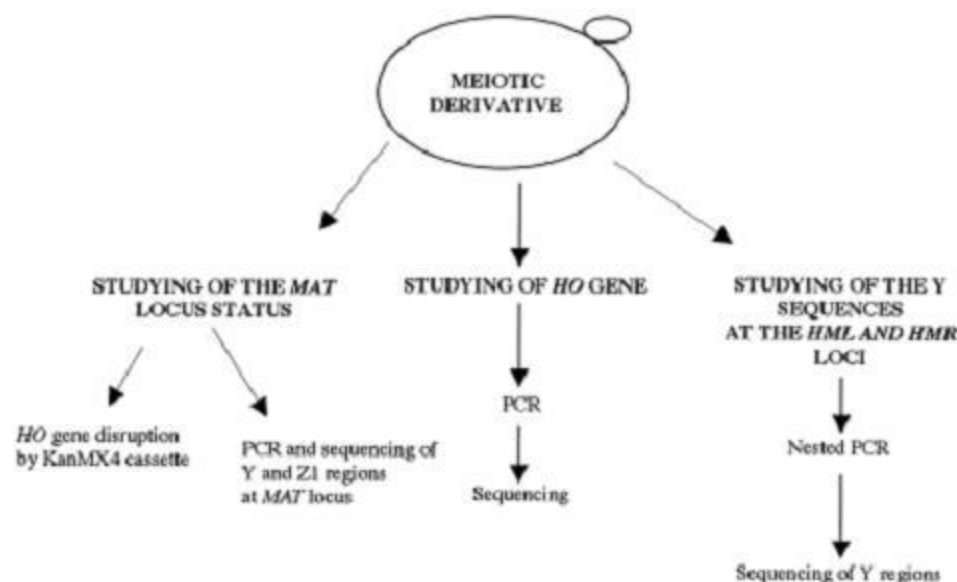 MEIOTIC
DERIVATIVE
STUDYING OF THE MAT
LOCUS STATUS
HO gene disruption
by KanMX4 cassette
PCR and sequencing of
Y and Z1 regions
at MAT locus
STUDYING OF HO GENE
PCR
Sequencing
STUDYING OF THE Y
SEQUENCES
AT THE HML AND HMR
LOCI
Nested PCR
Sequencing of Y regions